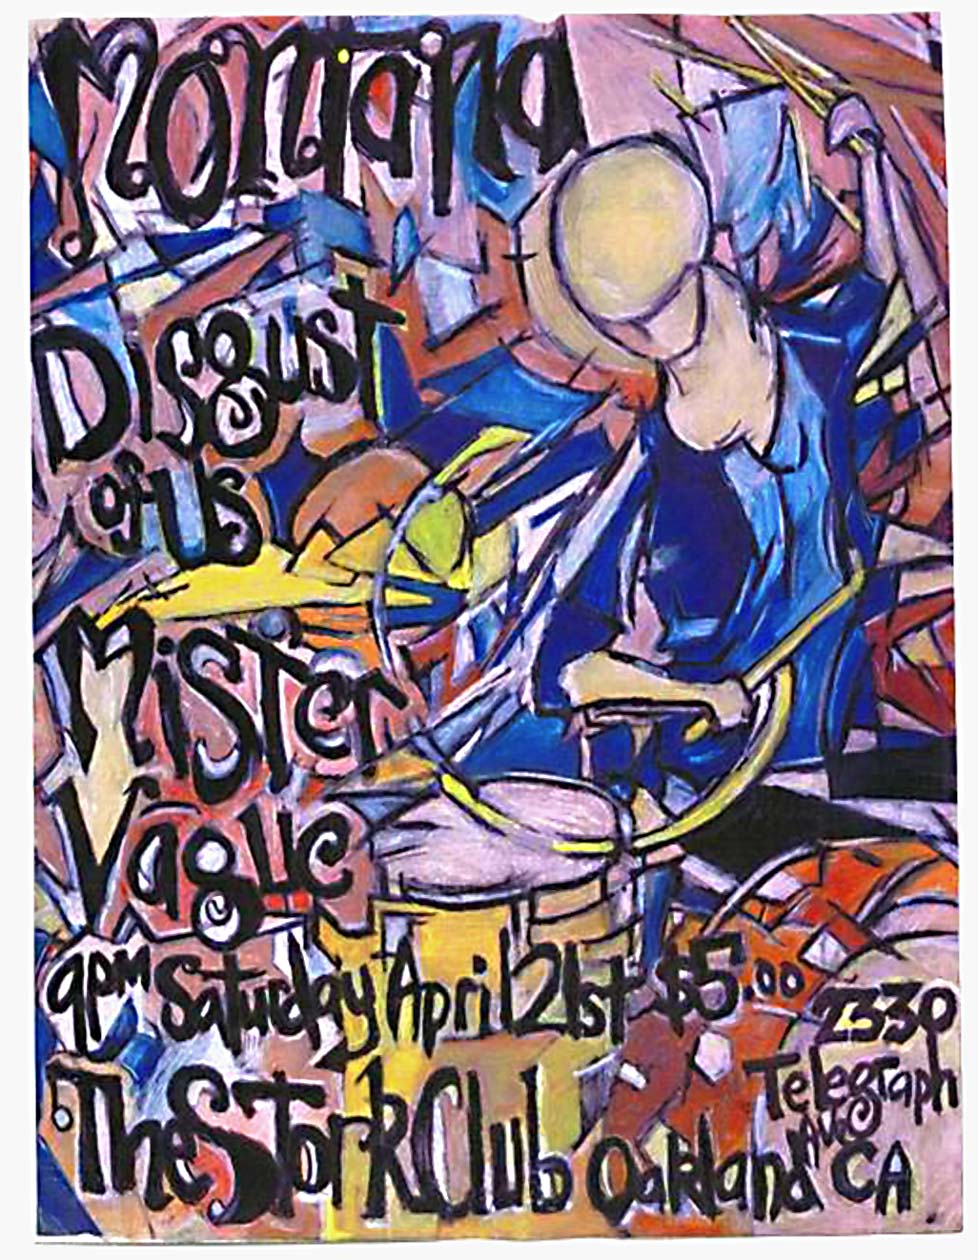 Montana
Disgust
of Us
Mister
Vague
9pm Saturday April 21st $5.00
2330
Telegraph
Ave
The Stork Club Oakland CA